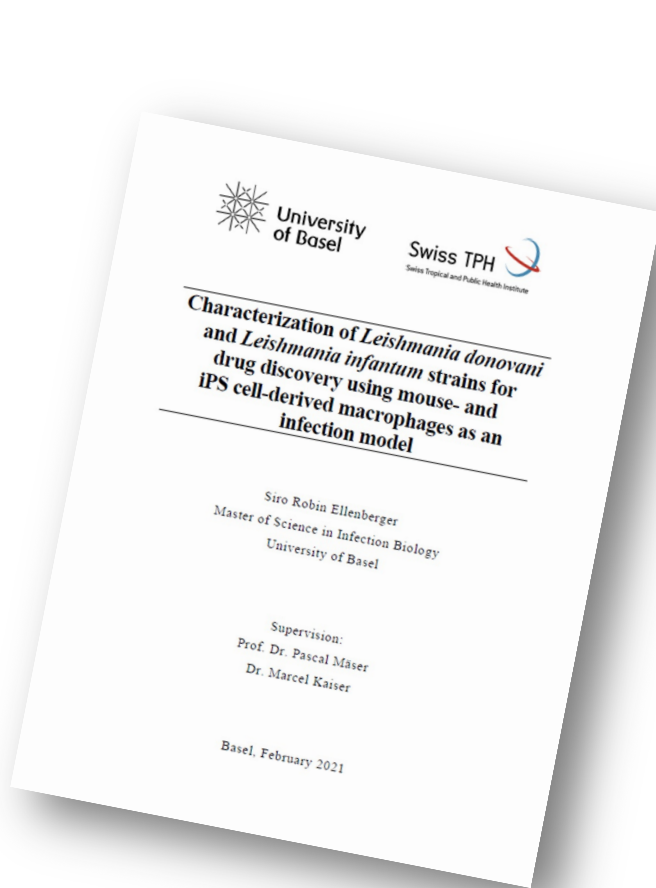 University
of Basel
Swiss TPH
Swiss Tropical and Public Health Institute
Characterization of Leishmania donovani
and Leishmania infantum strains for
drug discovery using mouse- and
iPS cell-derived macrophages as an
infection model
Siro Robin Ellenberger
Master of Science in Infection Biology
University of Basel
Supervision:
Prof. Dr. Pascal Mäser
Dr. Marcel Kaiser
Basel, February 2021